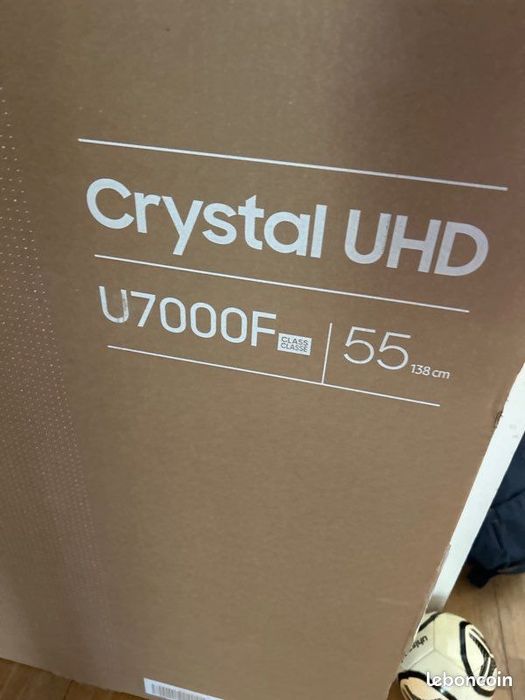 Crystal UHD
U7000F CLASS CLASSE 55 138 cm
leboncoin